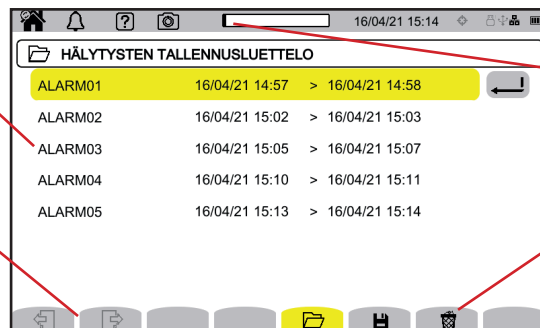 16/04/21 15:14
HÄLYTYSTEN TALLENNUSLUETTELO
ALARM01 16/04/21 14:57 > 16/04/21 14:58
ALARM02 16/04/21 15:02 > 16/04/21 15:03
ALARM03 16/04/21 15:05 > 16/04/21 15:07
ALARM04 16/04/21 15:10 > 16/04/21 15:11
ALARM05 16/04/21 15:13 > 16/04/21 15:14